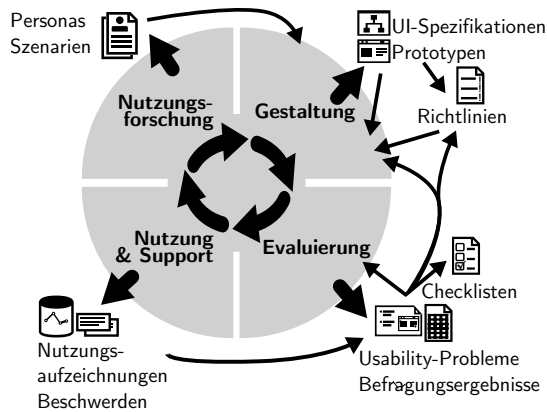 Personas
Szenarien
UI-Spezifikationen
Prototypen
Richtlinien
Nutzungs-
forschung
Gestaltung
Nutzung
& Support
Evaluierung
Checklisten
Nutzungs-
aufzeichnungen
Beschwerden
Usability-Probleme
Befragungsergebnisse